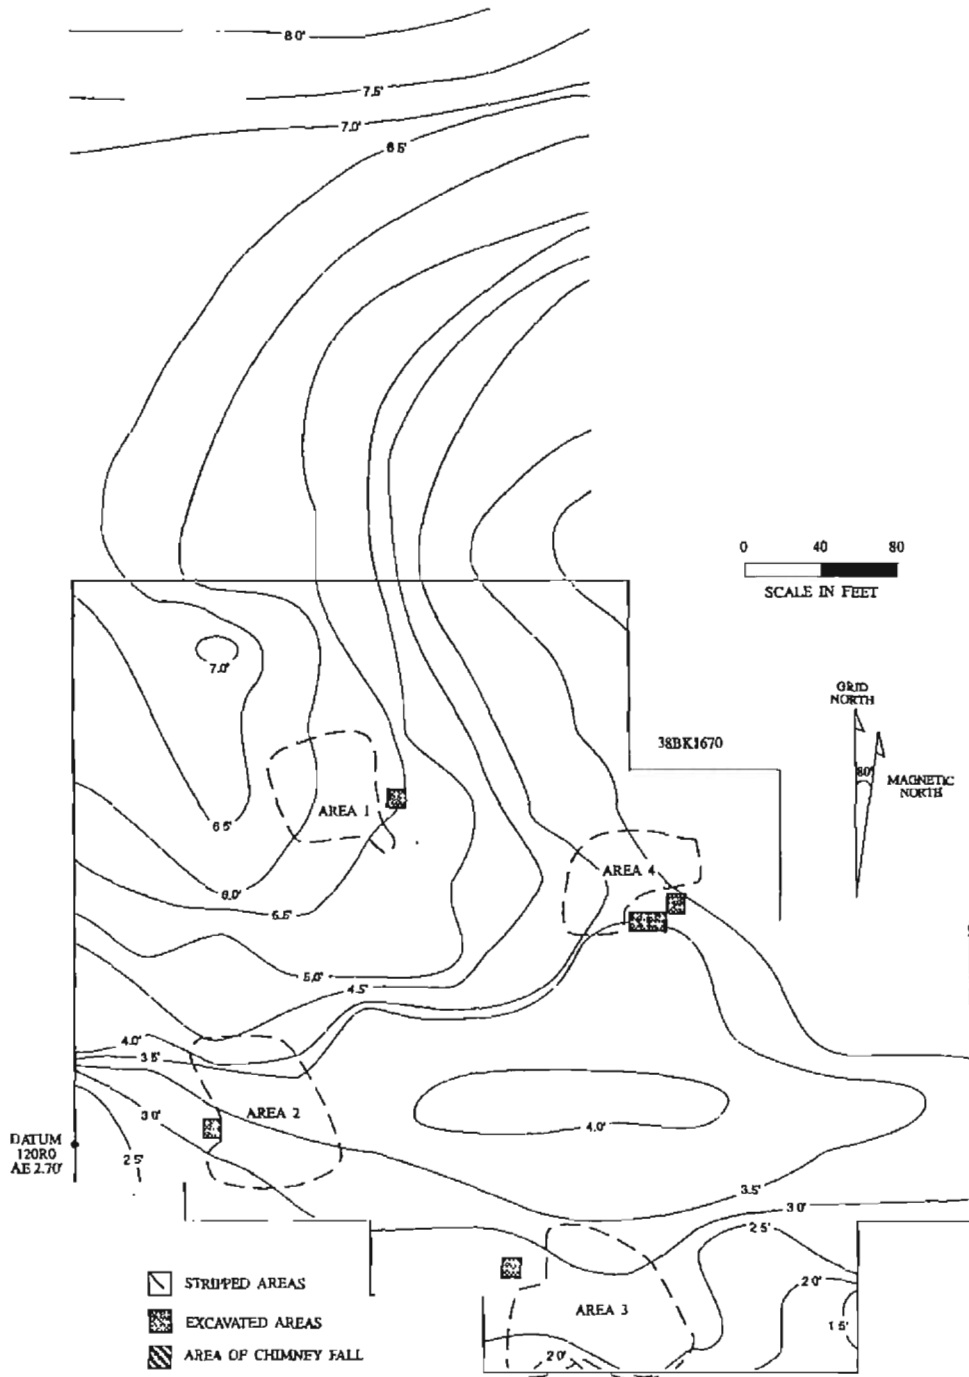 8.0'
7.5'
7.0'
6.5'
0 40 80
SCALE IN FEET
7.0'
GRID
NORTH
38BK1670
80'
MAGNETIC
NORTH
AREA 1
6.5'
AREA 4
6.0'
5.5'
5.0'
4.5'
4.0'
3.5'
AREA 2
3.0'
4.0'
DATUM
120R0
AE 2.70'
2.5'
3.5'
3.0'
2.5'
STRIPPED AREAS
2.0'
AREA 3
EXCAVATED AREAS
1.5'
AREA OF CHIMNEY FALL
2.0'